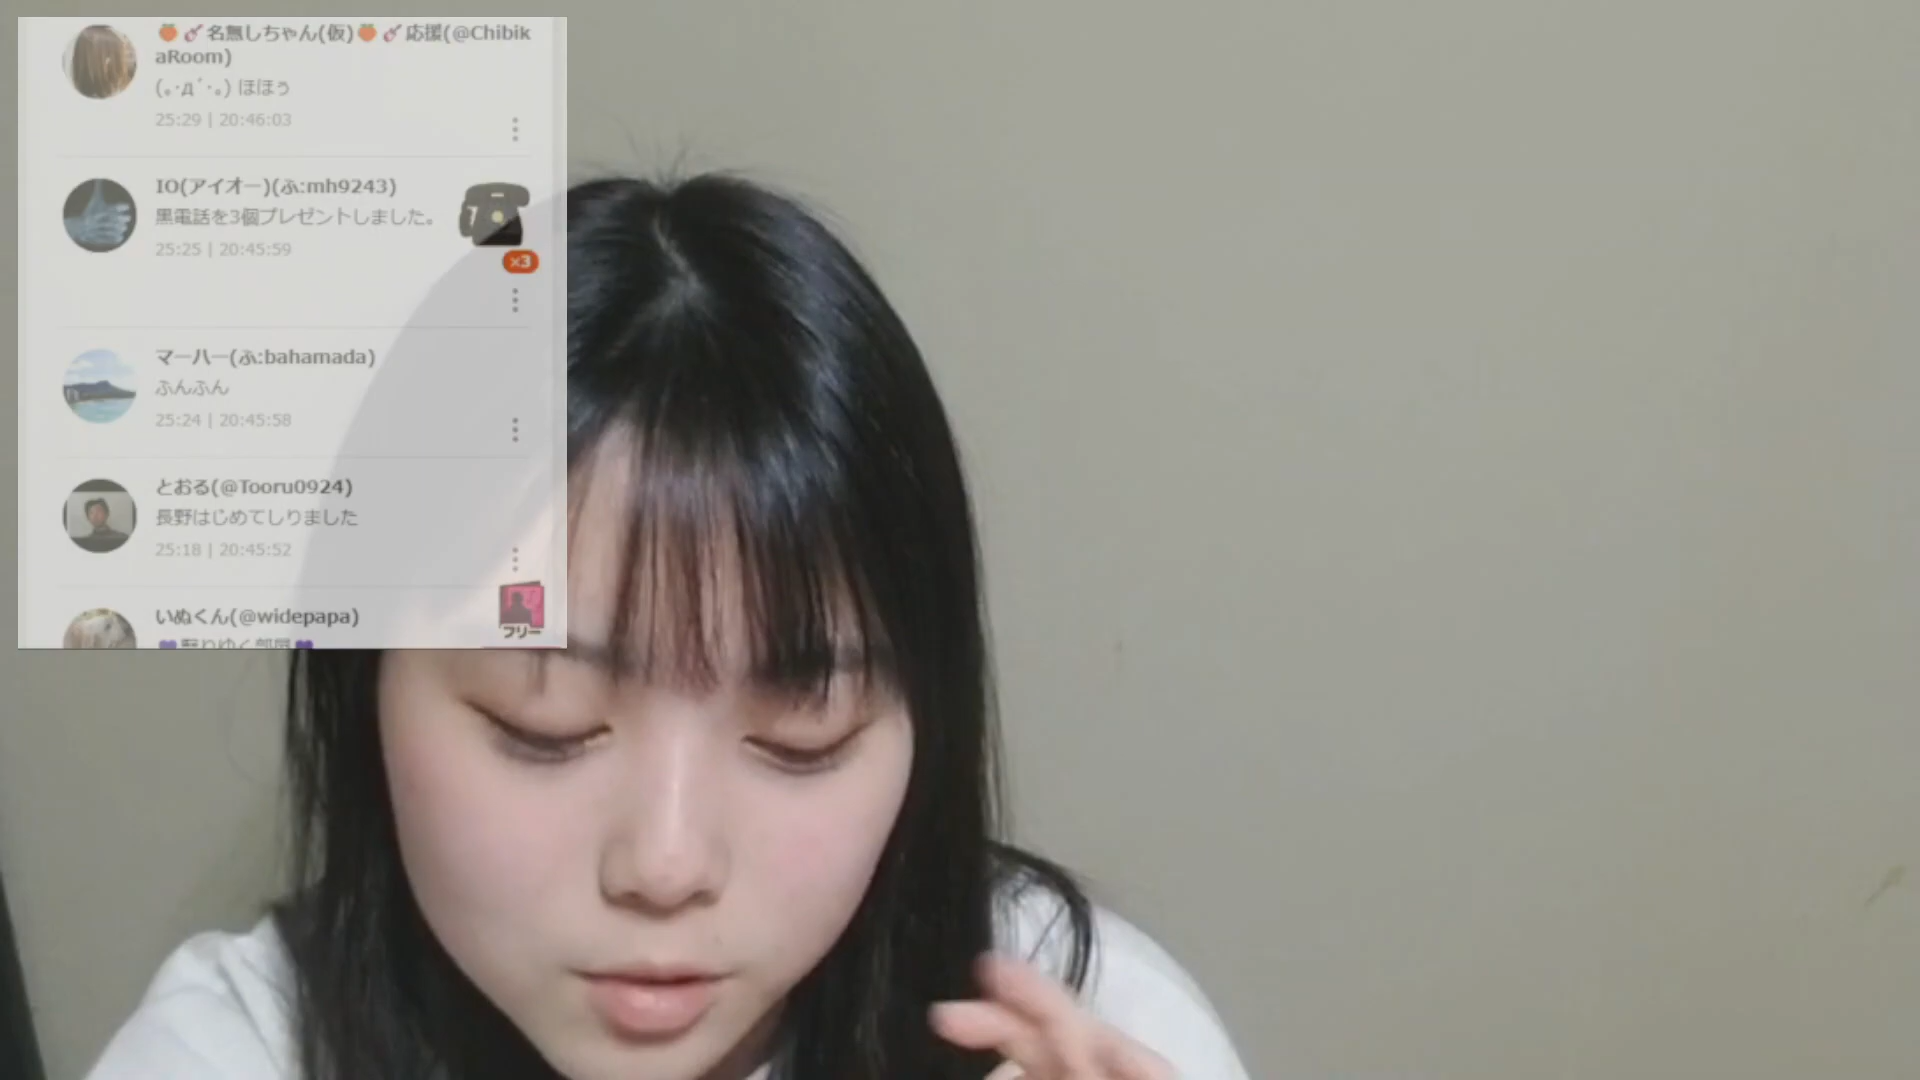 🍑🎸名無しちゃん(仮)🍑🎸応援(@Chibik
aRoom)
(｡･д´･｡) ほほぅ
25:29 | 20:46:03
IO(アイオー)(ふ:mh9243)
黒電話を3個プレゼントしました。
25:25 | 20:45:59
×3
マーハー(ふ:bahamada)
ふんふん
25:24 | 20:45:58
とおる(@Tooru0924)
長野はじめてしりました
25:18 | 20:45:52
いぬくん(@widepapa)
フリー